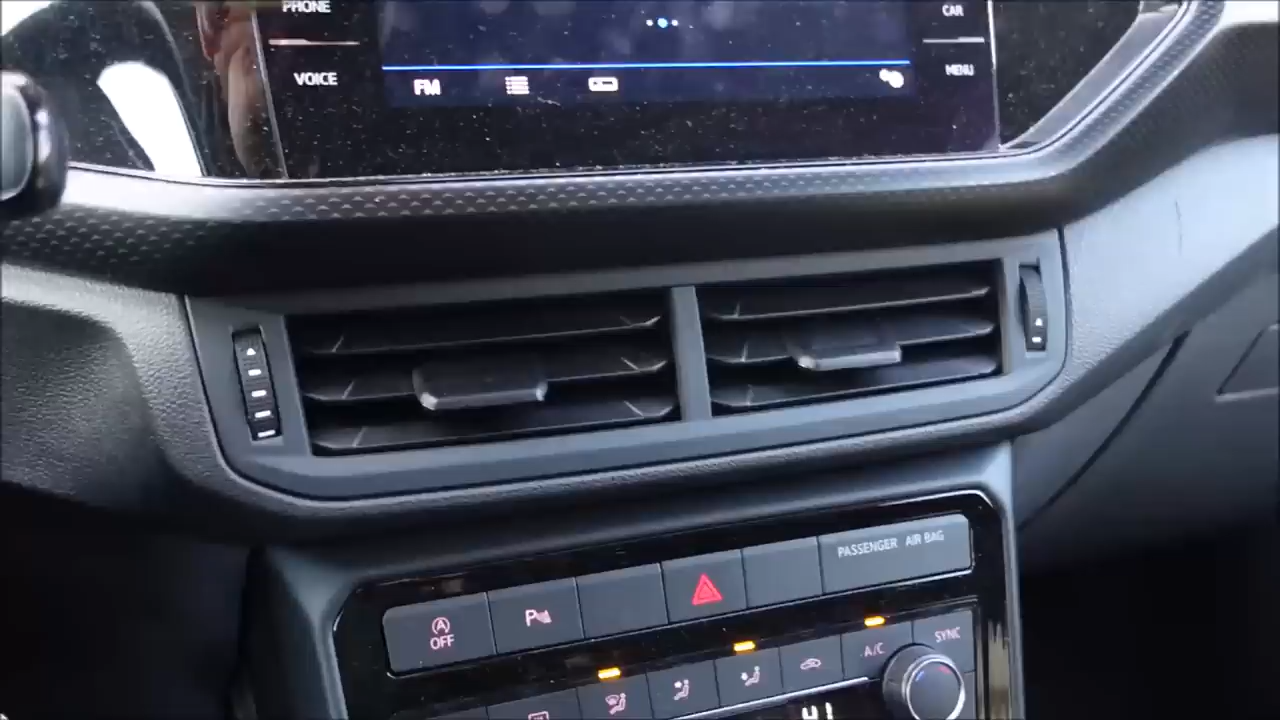 PHONE
CAR
VOICE
MENU
FM
PASSENGER AIR BAG
A
OFF
P
SYNC
A/C